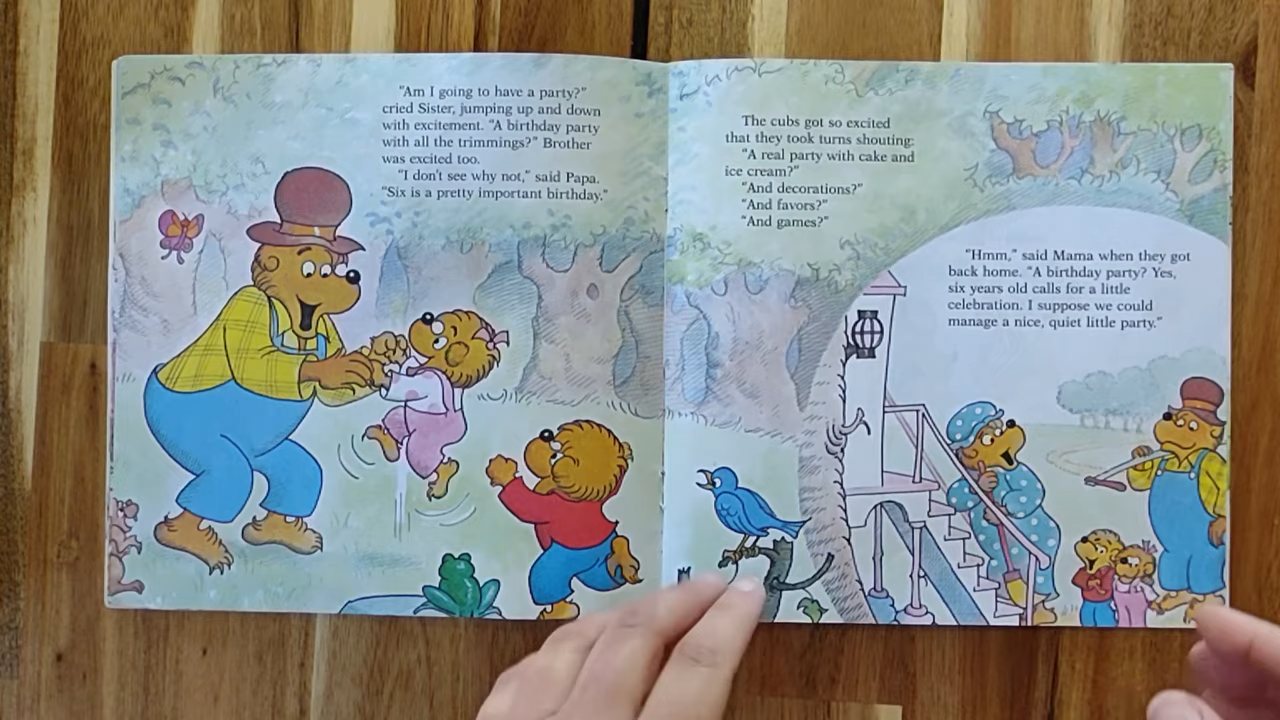 "Am I going to have a party?"
cried Sister, jumping up and down
with excitement. "A birthday party
with all the trimmings?" Brother
was excited too.
"I don't see why not," said Papa.
"Six is a pretty important birthday."
The cubs got so excited
that they took turns shouting:
"A real party with cake and
ice cream?"
"And decorations?"
"And favors?"
"And games?"
"Hmm," said Mama when they got
back home. "A birthday party? Yes,
six years old calls for a little
celebration. I suppose we could
manage a nice, quiet little party."